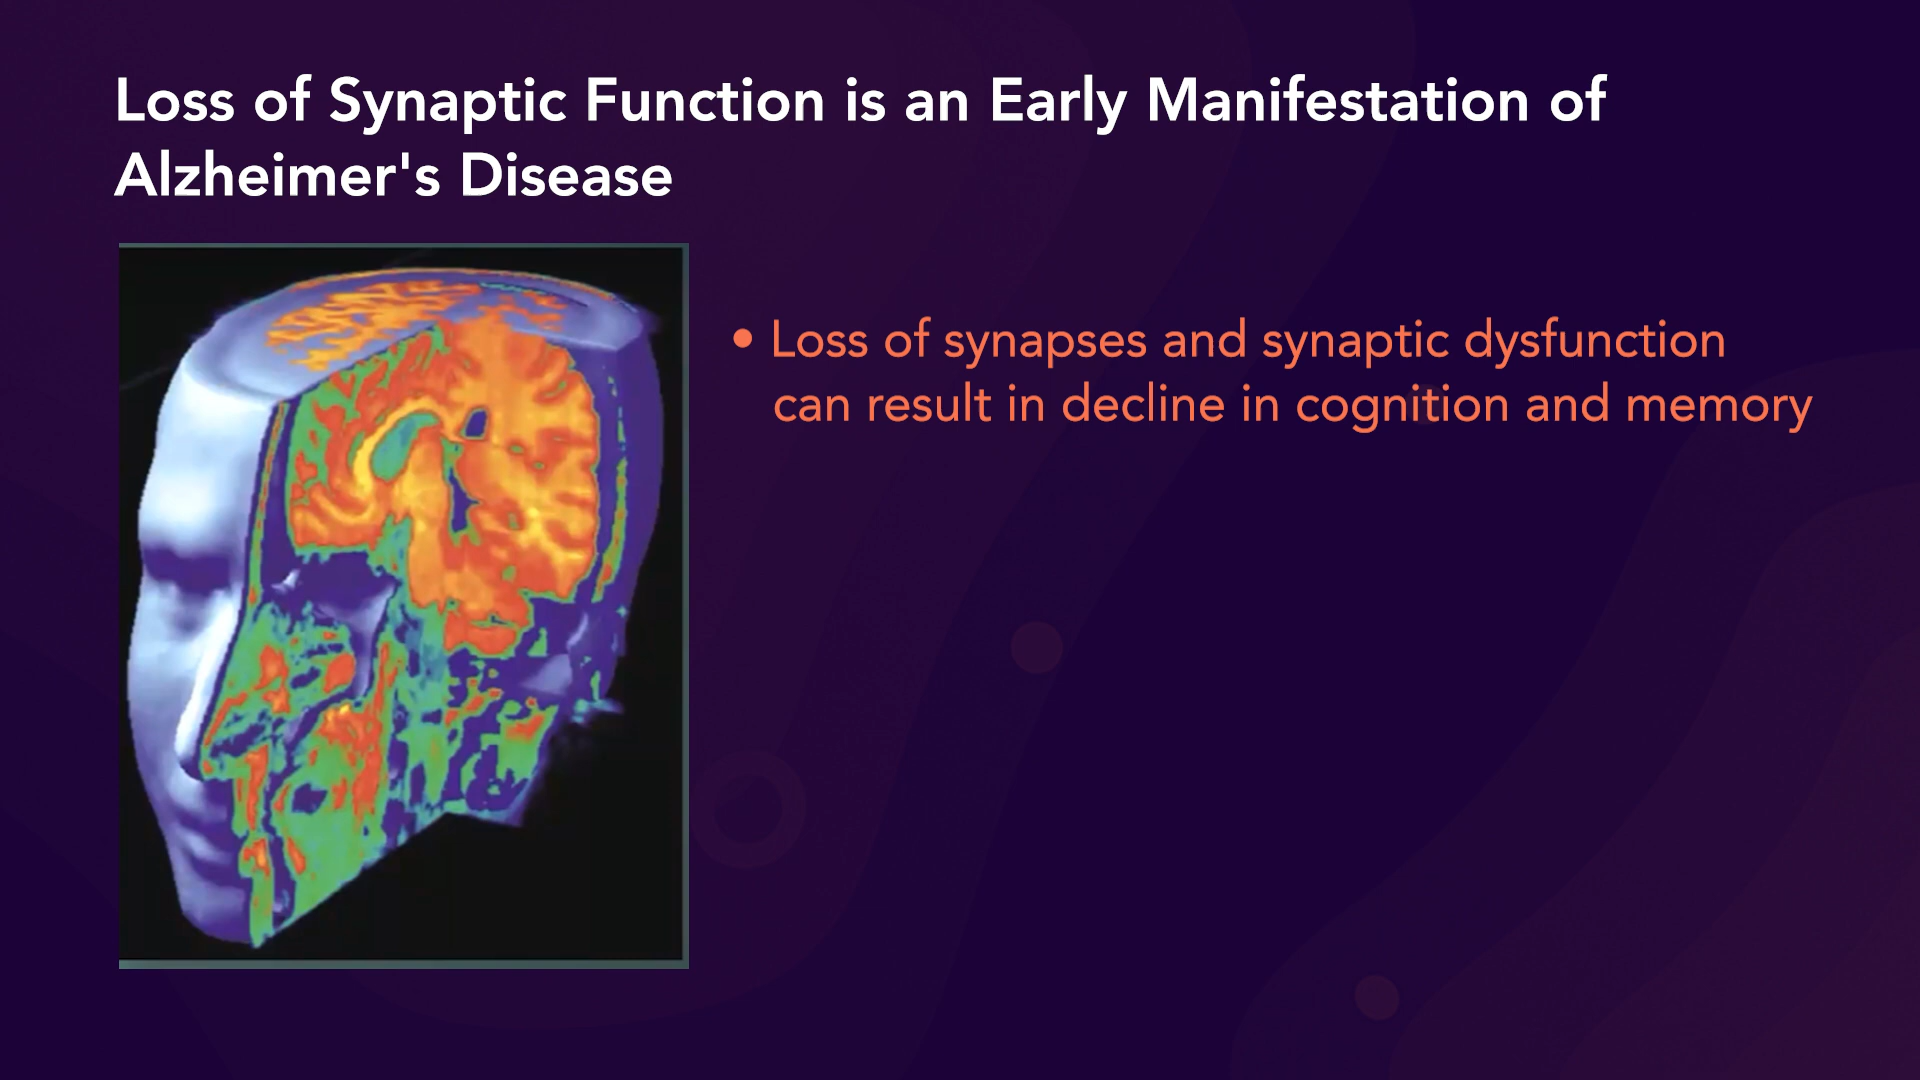 Loss of Synaptic Function is an Early Manifestation of
Alzheimer's Disease
• Loss of synapses and synaptic dysfunction
can result in decline in cognition and memory